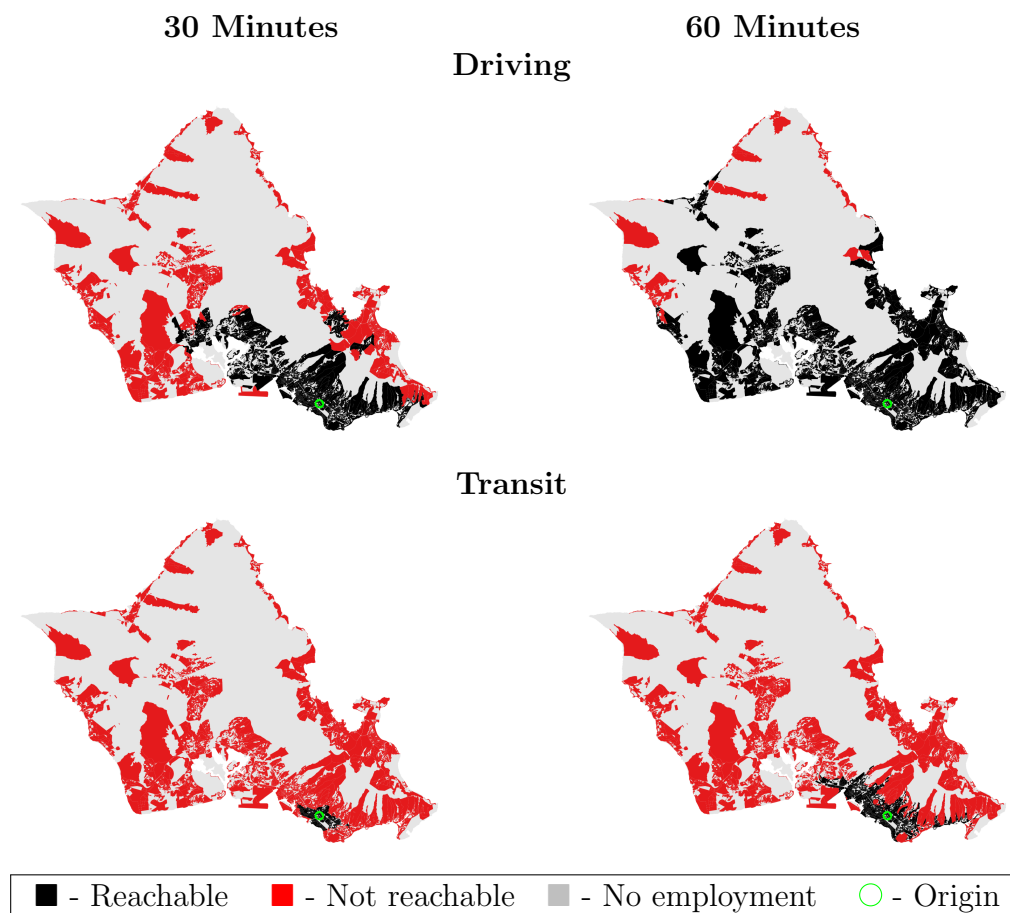 30 Minutes 60 Minutes
Driving
Transit
- Reachable - Not reachable - No employment - Origin